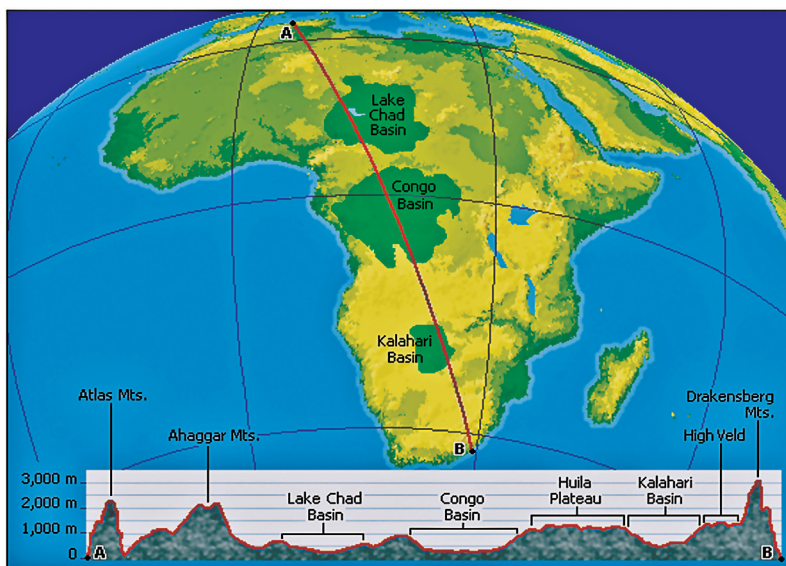 A
Lake
Chad
Basin
Congo
Basin
Kalahari
Basin
B
Atlas Mts.
Ahaggar Mts.
Drakensberg
Mts.
High Veld
3,000 m
2,000 m
1,000 m
0
Lake Chad
Basin
Congo
Basin
Huila
Plateau
Kalahari
Basin
A
B